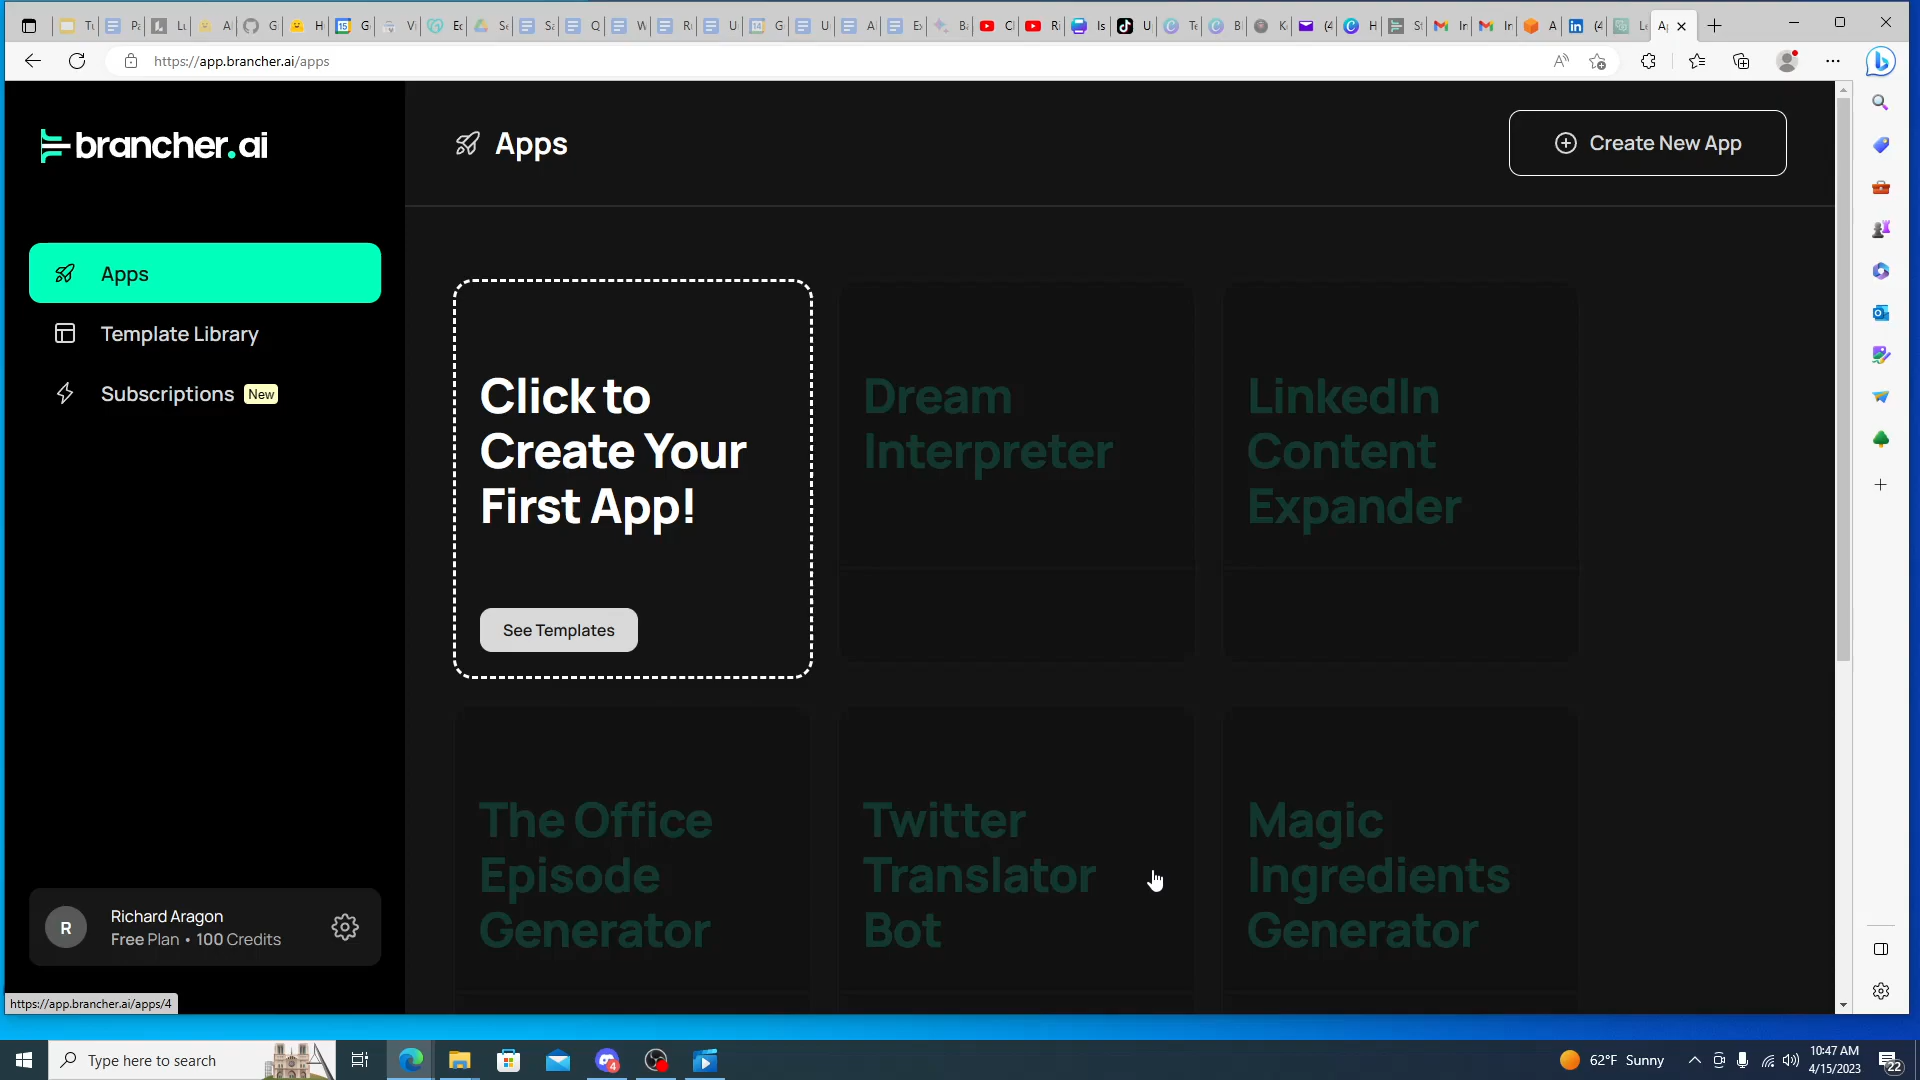 https://app.brancher.ai/apps
brancher.ai
Apps
Create New App
Apps
Template Library
Subscriptions New
Click to
Create Your
First App!
See Templates
Dream
Interpreter
LinkedIn
Content
Expander
The Office
Episode
Generator
Twitter
Translator
Bot
Magic
Ingredients
Generator
R
Richard Aragon
Free Plan • 100 Credits
https://app.brancher.ai/apps/4
Type here to search
4
62°F Sunny
10:47 AM
4/15/2023
22